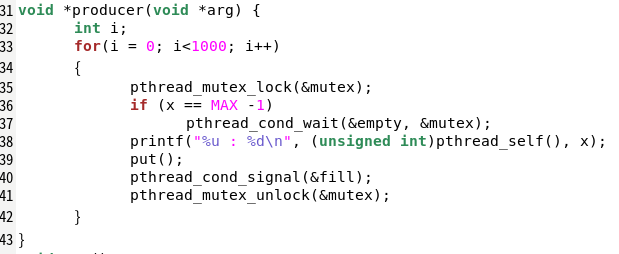 31 void *producer(void *arg) {
32 int i;
33 for(i = 0; i<1000; i++)
34 {
35 pthread_mutex_lock(&mutex);
36 if (x == MAX -1)
37 pthread_cond_wait(&empty, &mutex);
38 printf("%u : %d\n", (unsigned int)pthread_self(), x);
39 put();
40 pthread_cond_signal(&fill);
41 pthread_mutex_unlock(&mutex);
42 }
43 }